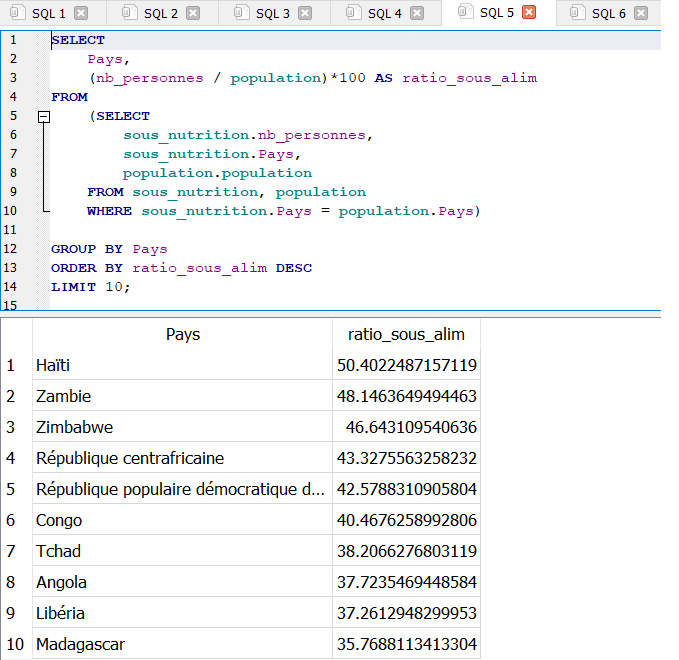 SQL 1 SQL 2 SQL 3 SQL 4 SQL 5 SQL 6
1 SELECT
2 Pays,
3 (nb_personnes / population)*100 AS ratio_sous_alim
4 FROM
5 (SELECT
6 sous_nutrition.nb_personnes,
7 sous_nutrition.Pays,
8 population.population
9 FROM sous_nutrition, population
10 WHERE sous_nutrition.Pays = population.Pays)
11
12 GROUP BY Pays
13 ORDER BY ratio_sous_alim DESC
14 LIMIT 10;
15
Pays ratio_sous_alim
1 Haïti 50.4022487157119
2 Zambie 48.1463649494463
3 Zimbabwe 46.643109540636
4 République centrafricaine 43.3275563258232
5 République populaire démocratique d... 42.5788310905804
6 Congo 40.4676258992806
7 Tchad 38.2066276803119
8 Angola 37.7235469448584
9 Libéria 37.2612948299953
10 Madagascar 35.7688113413304